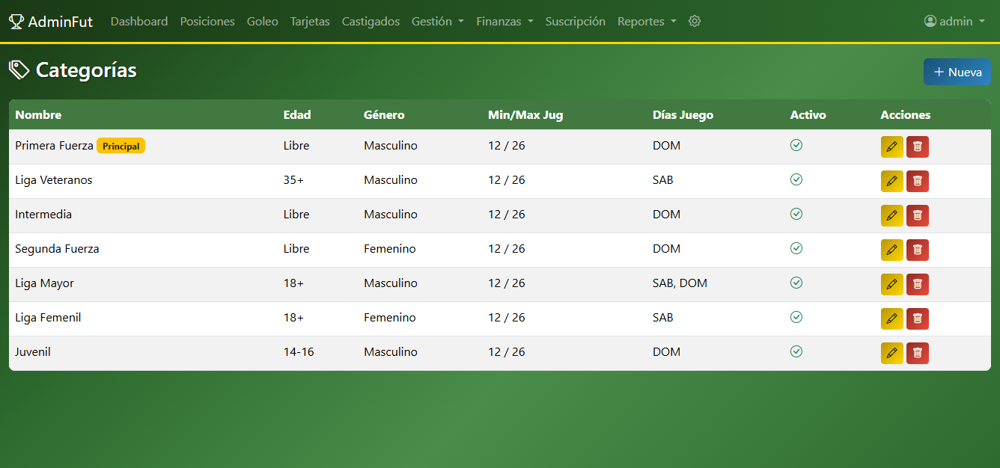 AdminFut Dashboard Posiciones Goleo Tarjetas Castigados Gestión Finanzas Suscripción Reportes admin
Categorías
+ Nueva
Nombre Edad Género Min/Max Jug Días Juego Activo Acciones
Primera Fuerza Principal Libre Masculino 12 / 26 DOM
Liga Veteranos 35+ Masculino 12 / 26 SAB
Intermedia Libre Masculino 12 / 26 DOM
Segunda Fuerza Libre Femenino 12 / 26 DOM
Liga Mayor 18+ Masculino 12 / 26 SAB, DOM
Liga Femenil 18+ Femenino 12 / 26 SAB
Juvenil 14-16 Masculino 12 / 26 DOM